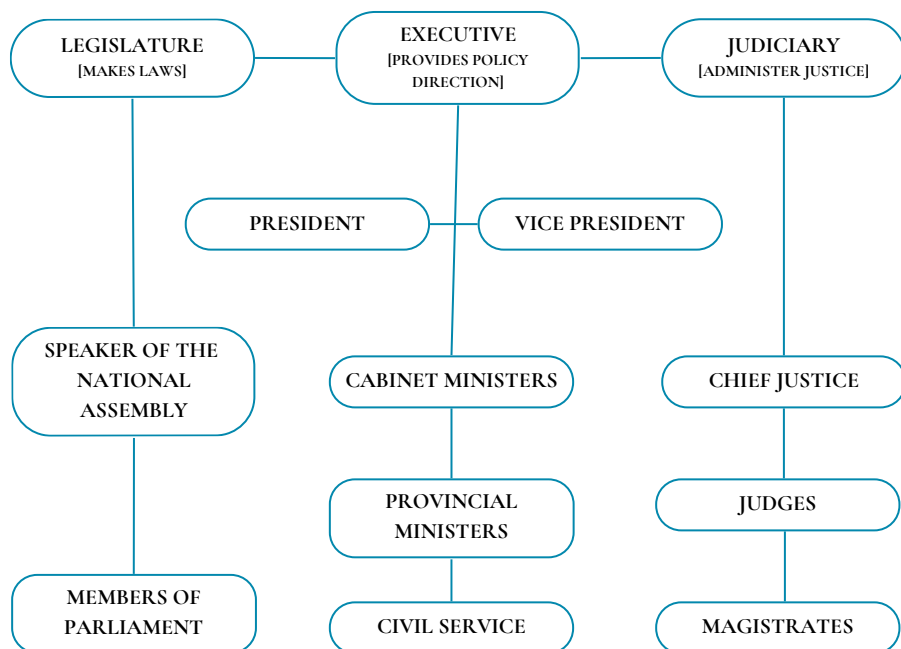 LEGISLATURE
[MAKES LAWS]
EXECUTIVE
[PROVIDES POLICY
DIRECTION]
JUDICIARY
[ADMINISTER JUSTICE]
PRESIDENT
VICE PRESIDENT
SPEAKER OF THE
NATIONAL
ASSEMBLY
CABINET MINISTERS
CHIEF JUSTICE
PROVINCIAL
MINISTERS
JUDGES
MEMBERS OF
PARLIAMENT
CIVIL SERVICE
MAGISTRATES